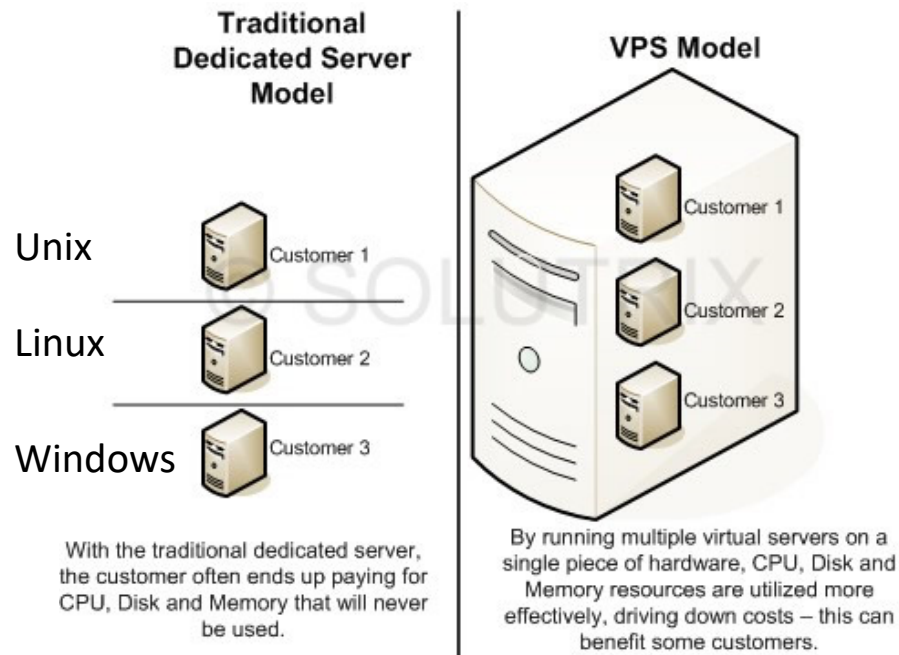 Traditional
Dedicated Server
Model
Unix
Customer 1
Linux
Customer 2
Windows
Customer 3
With the traditional dedicated server,
the customer often ends up paying for
CPU, Disk and Memory that will never
be used.
VPS Model
Customer 1
Customer 2
Customer 3
By running multiple virtual servers on a
single piece of hardware, CPU, Disk and
Memory resources are utilized more
effectively, driving down costs – this can
benefit some customers.
© SOLUTRIX